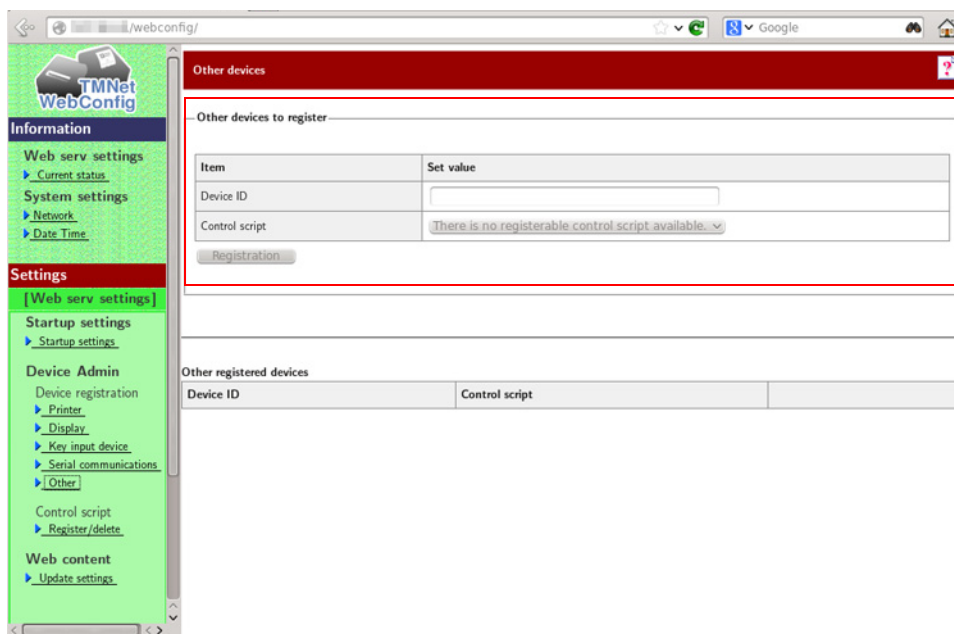 /webconfig/
Google
TMNet
WebConfig
Other devices
?
Information
Web serv settings
Current status
System settings
Network
Date Time
Settings
[Web serv settings]
Startup settings
Startup settings
Device Admin
Device registration
Printer
Display
Key input device
Serial communications
Other
Control script
Register/delete
Web content
Update settings
Other devices to register
Item Set value
Device ID
Control script There is no registerable control script available.
Registration
Other registered devices
Device ID Control script